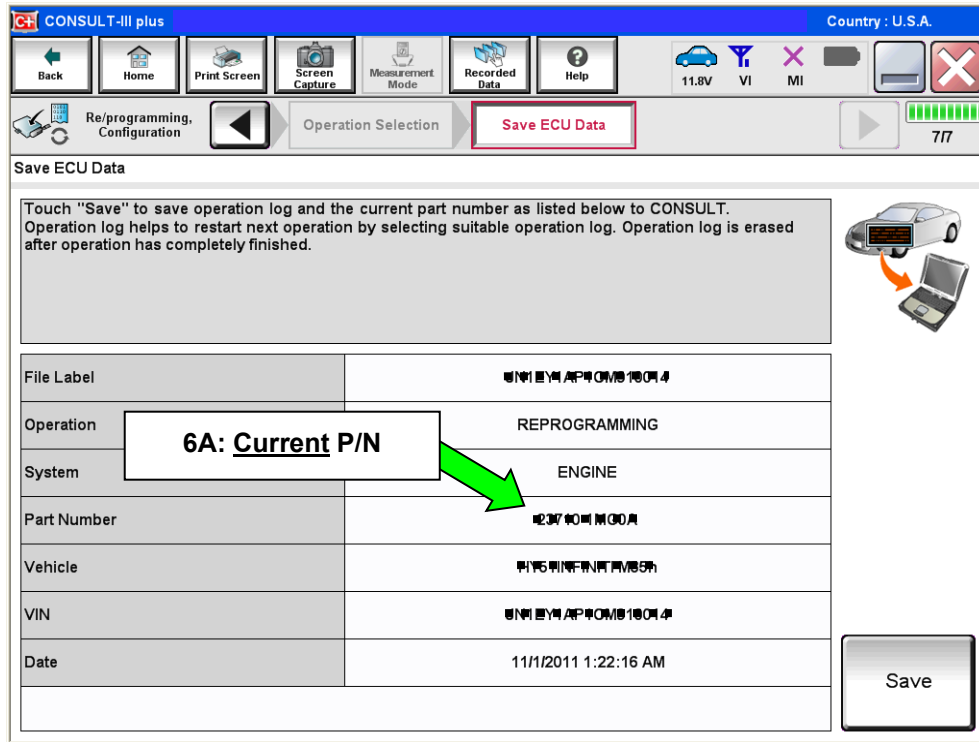 CONSULT-III plus
Country : U.S.A.
Back
Home
Print Screen
Screen Capture
Measurement Mode
Recorded Data
Help
11.8V
VI
MI
Re/programming, Configuration
Operation Selection
Save ECU Data
7/7
Save ECU Data
Touch "Save" to save operation log and the current part number as listed below to CONSULT.
Operation log helps to restart next operation by selecting suitable operation log. Operation log is erased
after operation has completely finished.
File Label
Operation
REPROGRAMMING
6A: Current P/N
System
ENGINE
Part Number
Vehicle
VIN
Date
11/1/2011 1:22:16 AM
Save